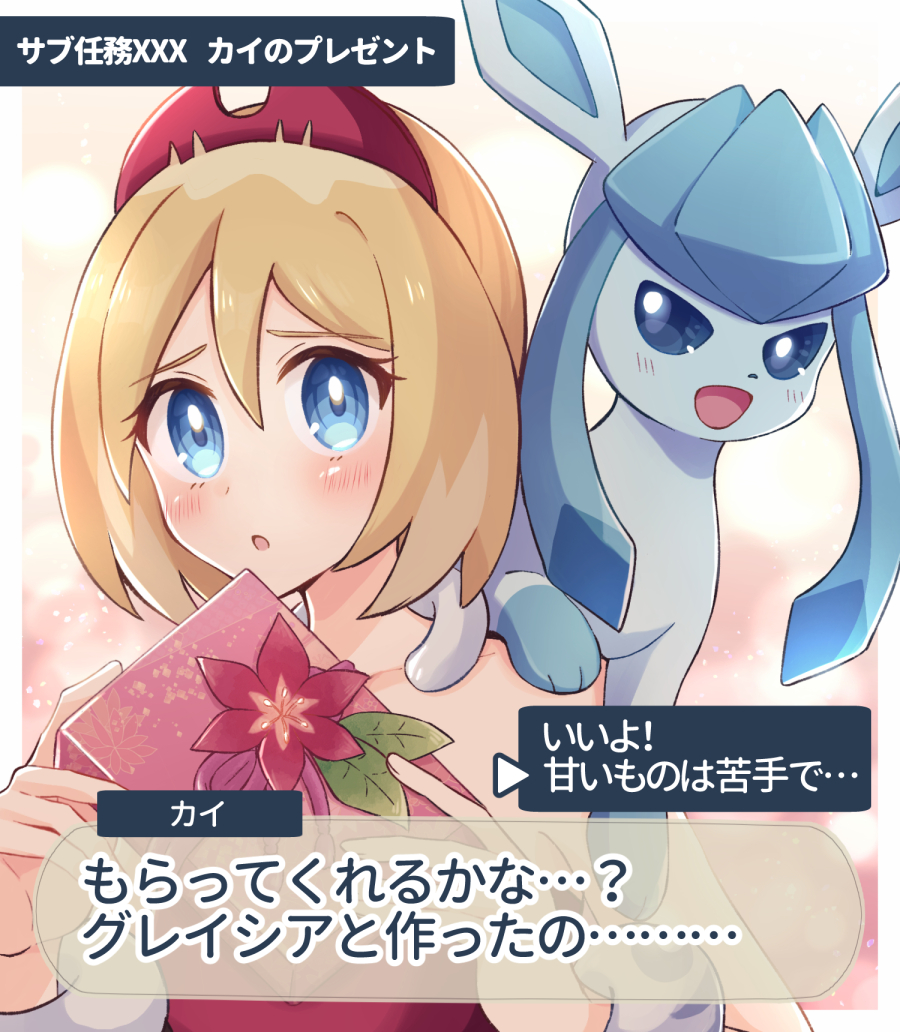 サブ任務XXX カイのプレゼント
いいよ!
甘いものは苦手で…
カイ
もらってくれるかな…？
グレイシアと作ったの………